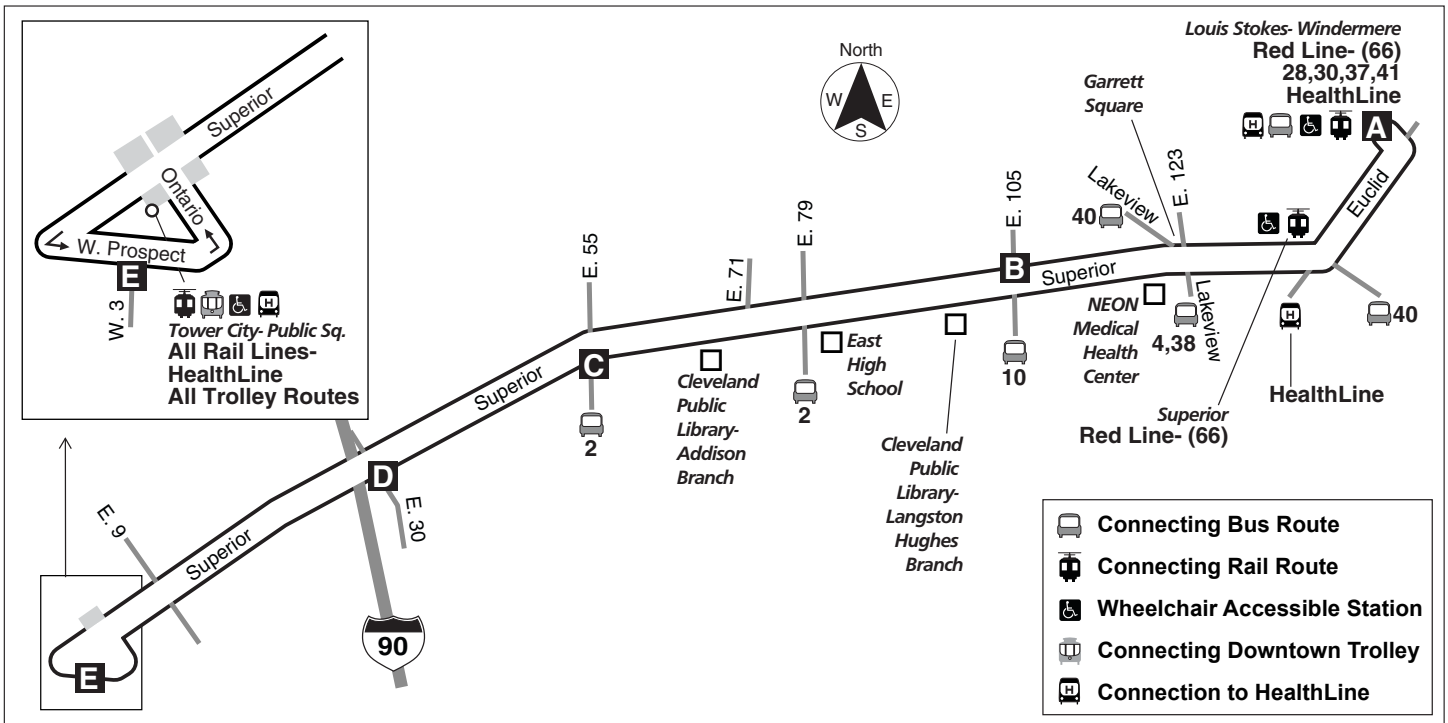 Superior
Ontario
W. Prospect
E
W. 3
H
Tower City- Public Sq.
All Rail Lines-
HealthLine
All Trolley Routes
North
W
E
S
Louis Stokes- Windermere
Red Line- (66)
28,30,37,41
HealthLine
H
A
Euclid
Garrett
Square
E. 123
Lakeview
40
E. 105
B
Superior
E. 79
E. 71
E. 55
C
2
Superior
Cleveland
Public
Library-
Addison
Branch
2
East
High
School
Cleveland
Public
Library-
Langston
Hughes
Branch
10
NEON
Medical
Health
Center
4,38
Lakeview
Superior
Red Line- (66)
H
HealthLine
40
D
E. 30
90
E. 9
Superior
E
Connecting Bus Route
Connecting Rail Route
Wheelchair Accessible Station
Connecting Downtown Trolley
H
Connection to HealthLine